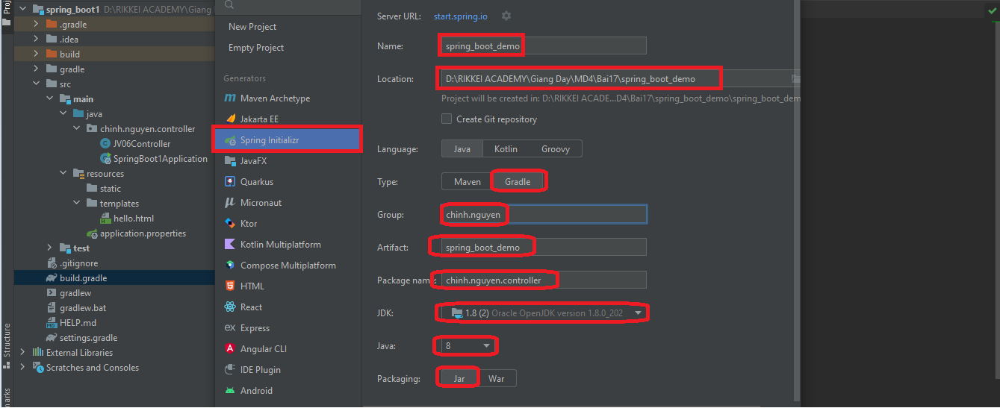 Proj
spring_boot1 D:\RIKKEI ACADEMY\Giang
.gradle
.idea
build
gradle
src
main
java
chinh.nguyen.controller
JV06Controller
SpringBoot1Application
resources
static
templates
hello.html
application.properties
test
.gitignore
build.gradle
gradlew
gradlew.bat
HELP.md
settings.gradle
External Libraries
Scratches and Consoles
Structure
marks
New Project
Empty Project
Generators
Maven Archetype
Jakarta EE
Spring Initializr
JavaFX
Quarkus
Micronaut
Ktor
Kotlin Multiplatform
Compose Multiplatform
HTML
React
Express
Angular CLI
IDE Plugin
Android
Server URL: start.spring.io
Name: spring_boot_demo
Location: D:\RIKKEI ACADEMY\Giang Day\MD4\Bai17\spring_boot_demo
Project will be created in: D:\RIKKEI ACADE...D4\Bai17\spring_boot_demo\spring_boot_dem
Create Git repository
Language: Java Kotlin Groovy
Type: Maven Gradle
Group: chinh.nguyen
Artifact: spring_boot_demo
Package name: chinh.nguyen.controller
JDK: 1.8 (2) Oracle OpenJDK version 1.8.0_202
Java: 8
Packaging: Jar War